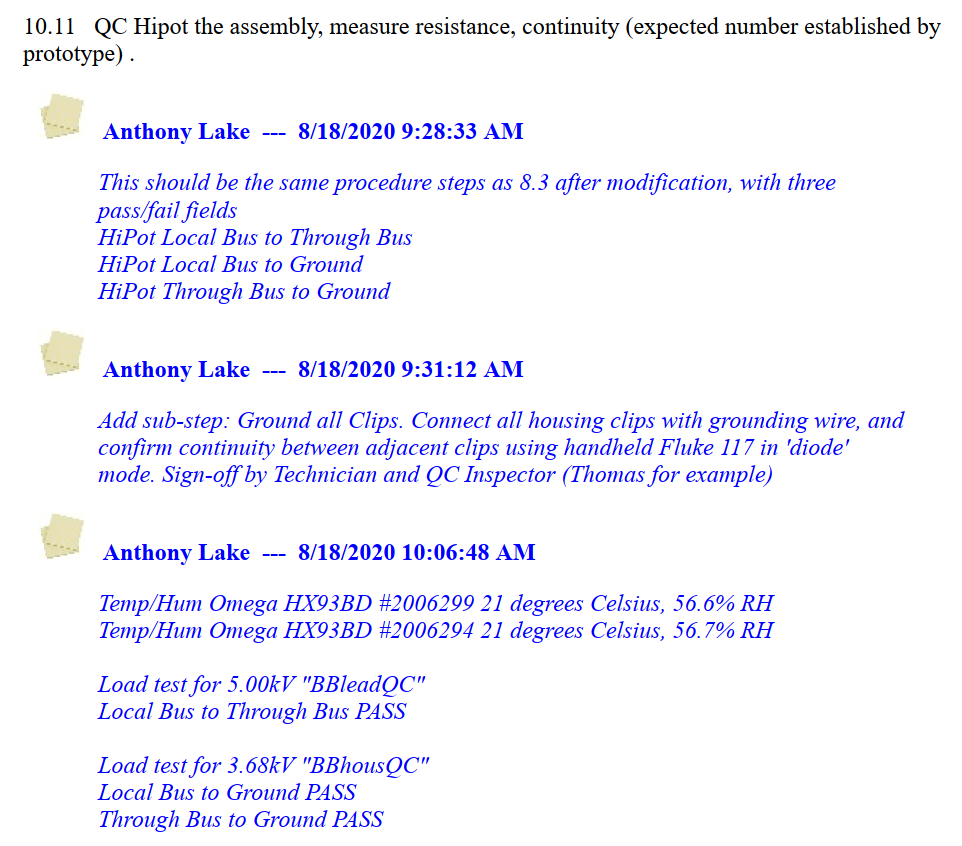 10.11 QC Hipot the assembly, measure resistance, continuity (expected number established by
prototype) .
Anthony Lake --- 8/18/2020 9:28:33 AM
This should be the same procedure steps as 8.3 after modification, with three
pass/fail fields
HiPot Local Bus to Through Bus
HiPot Local Bus to Ground
HiPot Through Bus to Ground
Anthony Lake --- 8/18/2020 9:31:12 AM
Add sub-step: Ground all Clips. Connect all housing clips with grounding wire, and
confirm continuity between adjacent clips using handheld Fluke 117 in 'diode'
mode. Sign-off by Technician and QC Inspector (Thomas for example)
Anthony Lake --- 8/18/2020 10:06:48 AM
Temp/Hum Omega HX93BD #2006299 21 degrees Celsius, 56.6% RH
Temp/Hum Omega HX93BD #2006294 21 degrees Celsius, 56.7% RH
Load test for 5.00kV "BBleadQC"
Local Bus to Through Bus PASS
Load test for 3.68kV "BBhousQC"
Local Bus to Ground PASS
Through Bus to Ground PASS